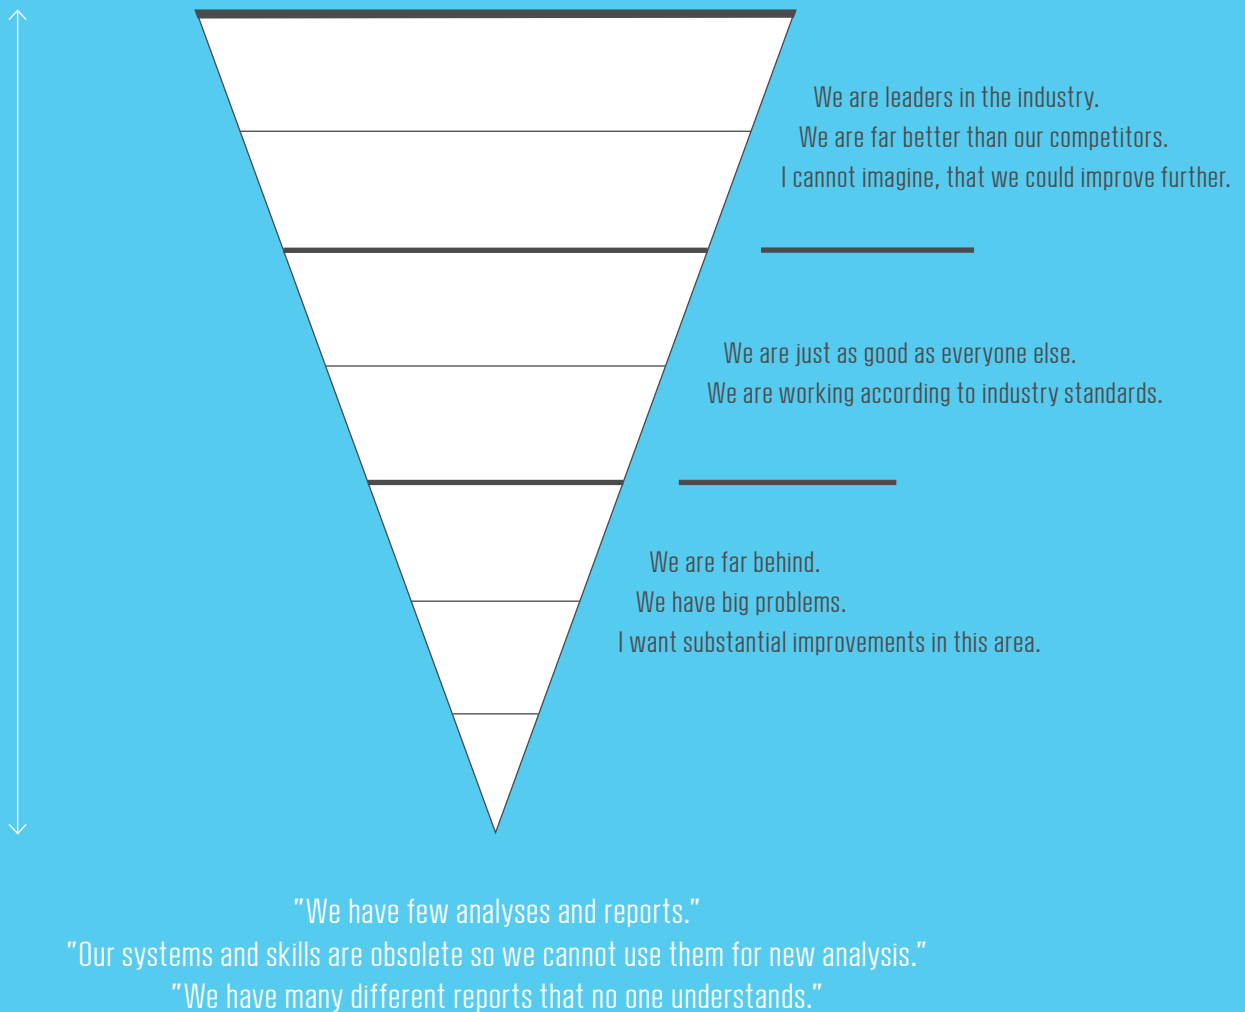 We are leaders in the industry.
We are far better than our competitors.
I cannot imagine, that we could improve further.
We are just as good as everyone else.
We are working according to industry standards.
We are far behind.
We have big problems.
I want substantial improvements in this area.
"We have few analyses and reports."
"Our systems and skills are obsolete so we cannot use them for new analysis."
"We have many different reports that no one understands."